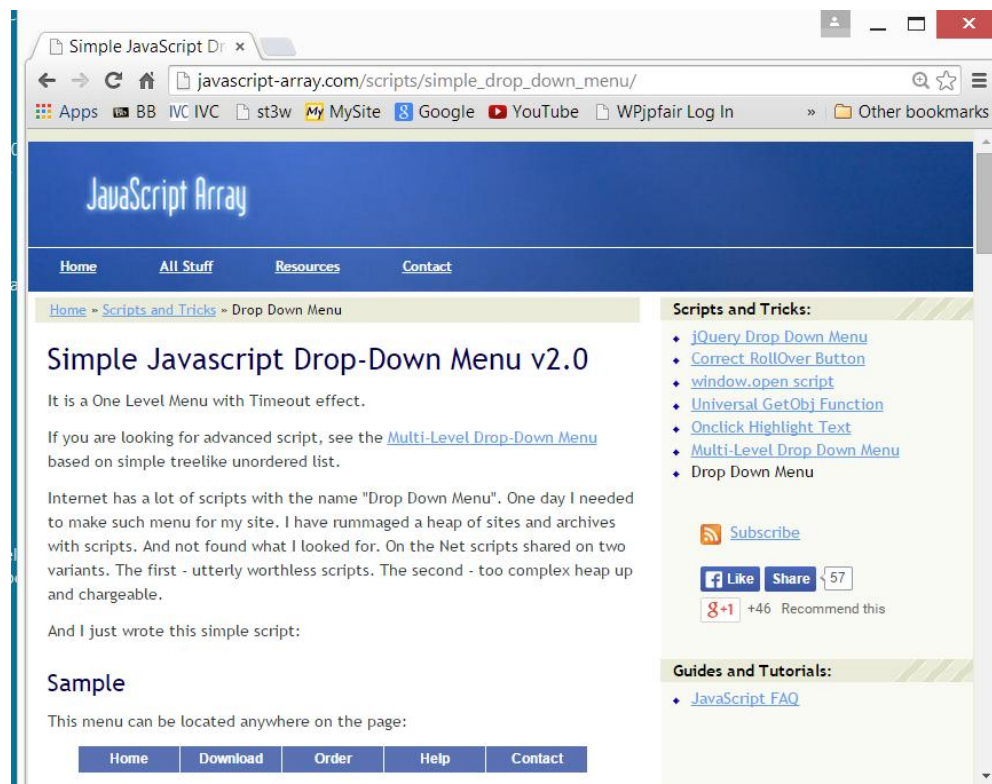 Simple JavaScript Dr
javascript-array.com/scripts/simple_drop_down_menu/
Apps BB IVC IVC st3w My MySite Google YouTube WPjpfair Log In » Other bookmarks
JavaScript Array
Home All Stuff Resources Contact
Home » Scripts and Tricks » Drop Down Menu
Simple Javascript Drop-Down Menu v2.0
It is a One Level Menu with Timeout effect.
If you are looking for advanced script, see the Multi-Level Drop-Down Menu
based on simple treelike unordered list.
Internet has a lot of scripts with the name "Drop Down Menu". One day I needed
to make such menu for my site. I have rummaged a heap of sites and archives
with scripts. And not found what I looked for. On the Net scripts shared on two
variants. The first - utterly worthless scripts. The second - too complex heap up
and chargeable.
And I just wrote this simple script:
Sample
This menu can be located anywhere on the page:
Home Download Order Help Contact
Scripts and Tricks:
jQuery Drop Down Menu
Correct RollOver Button
window.open script
Universal GetObj Function
Onclick Highlight Text
Multi-Level Drop Down Menu
Drop Down Menu
Subscribe
Like Share 57
g+1 +46 Recommend this
Guides and Tutorials:
JavaScript FAQ